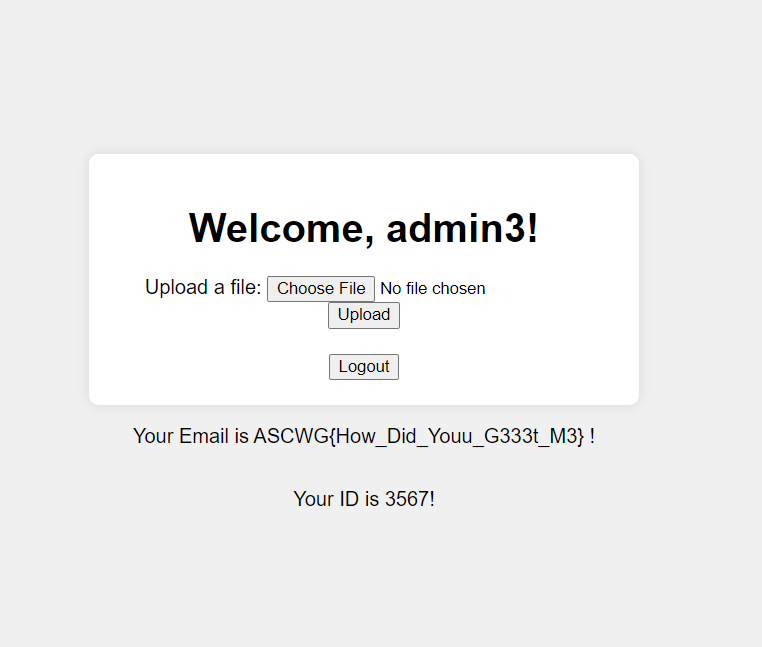 Welcome, admin3!
Upload a file: Choose File No file chosen
Upload
Logout
Your Email is ASCWG{How_Did_Youu_G333t_M3} !
Your ID is 3567!